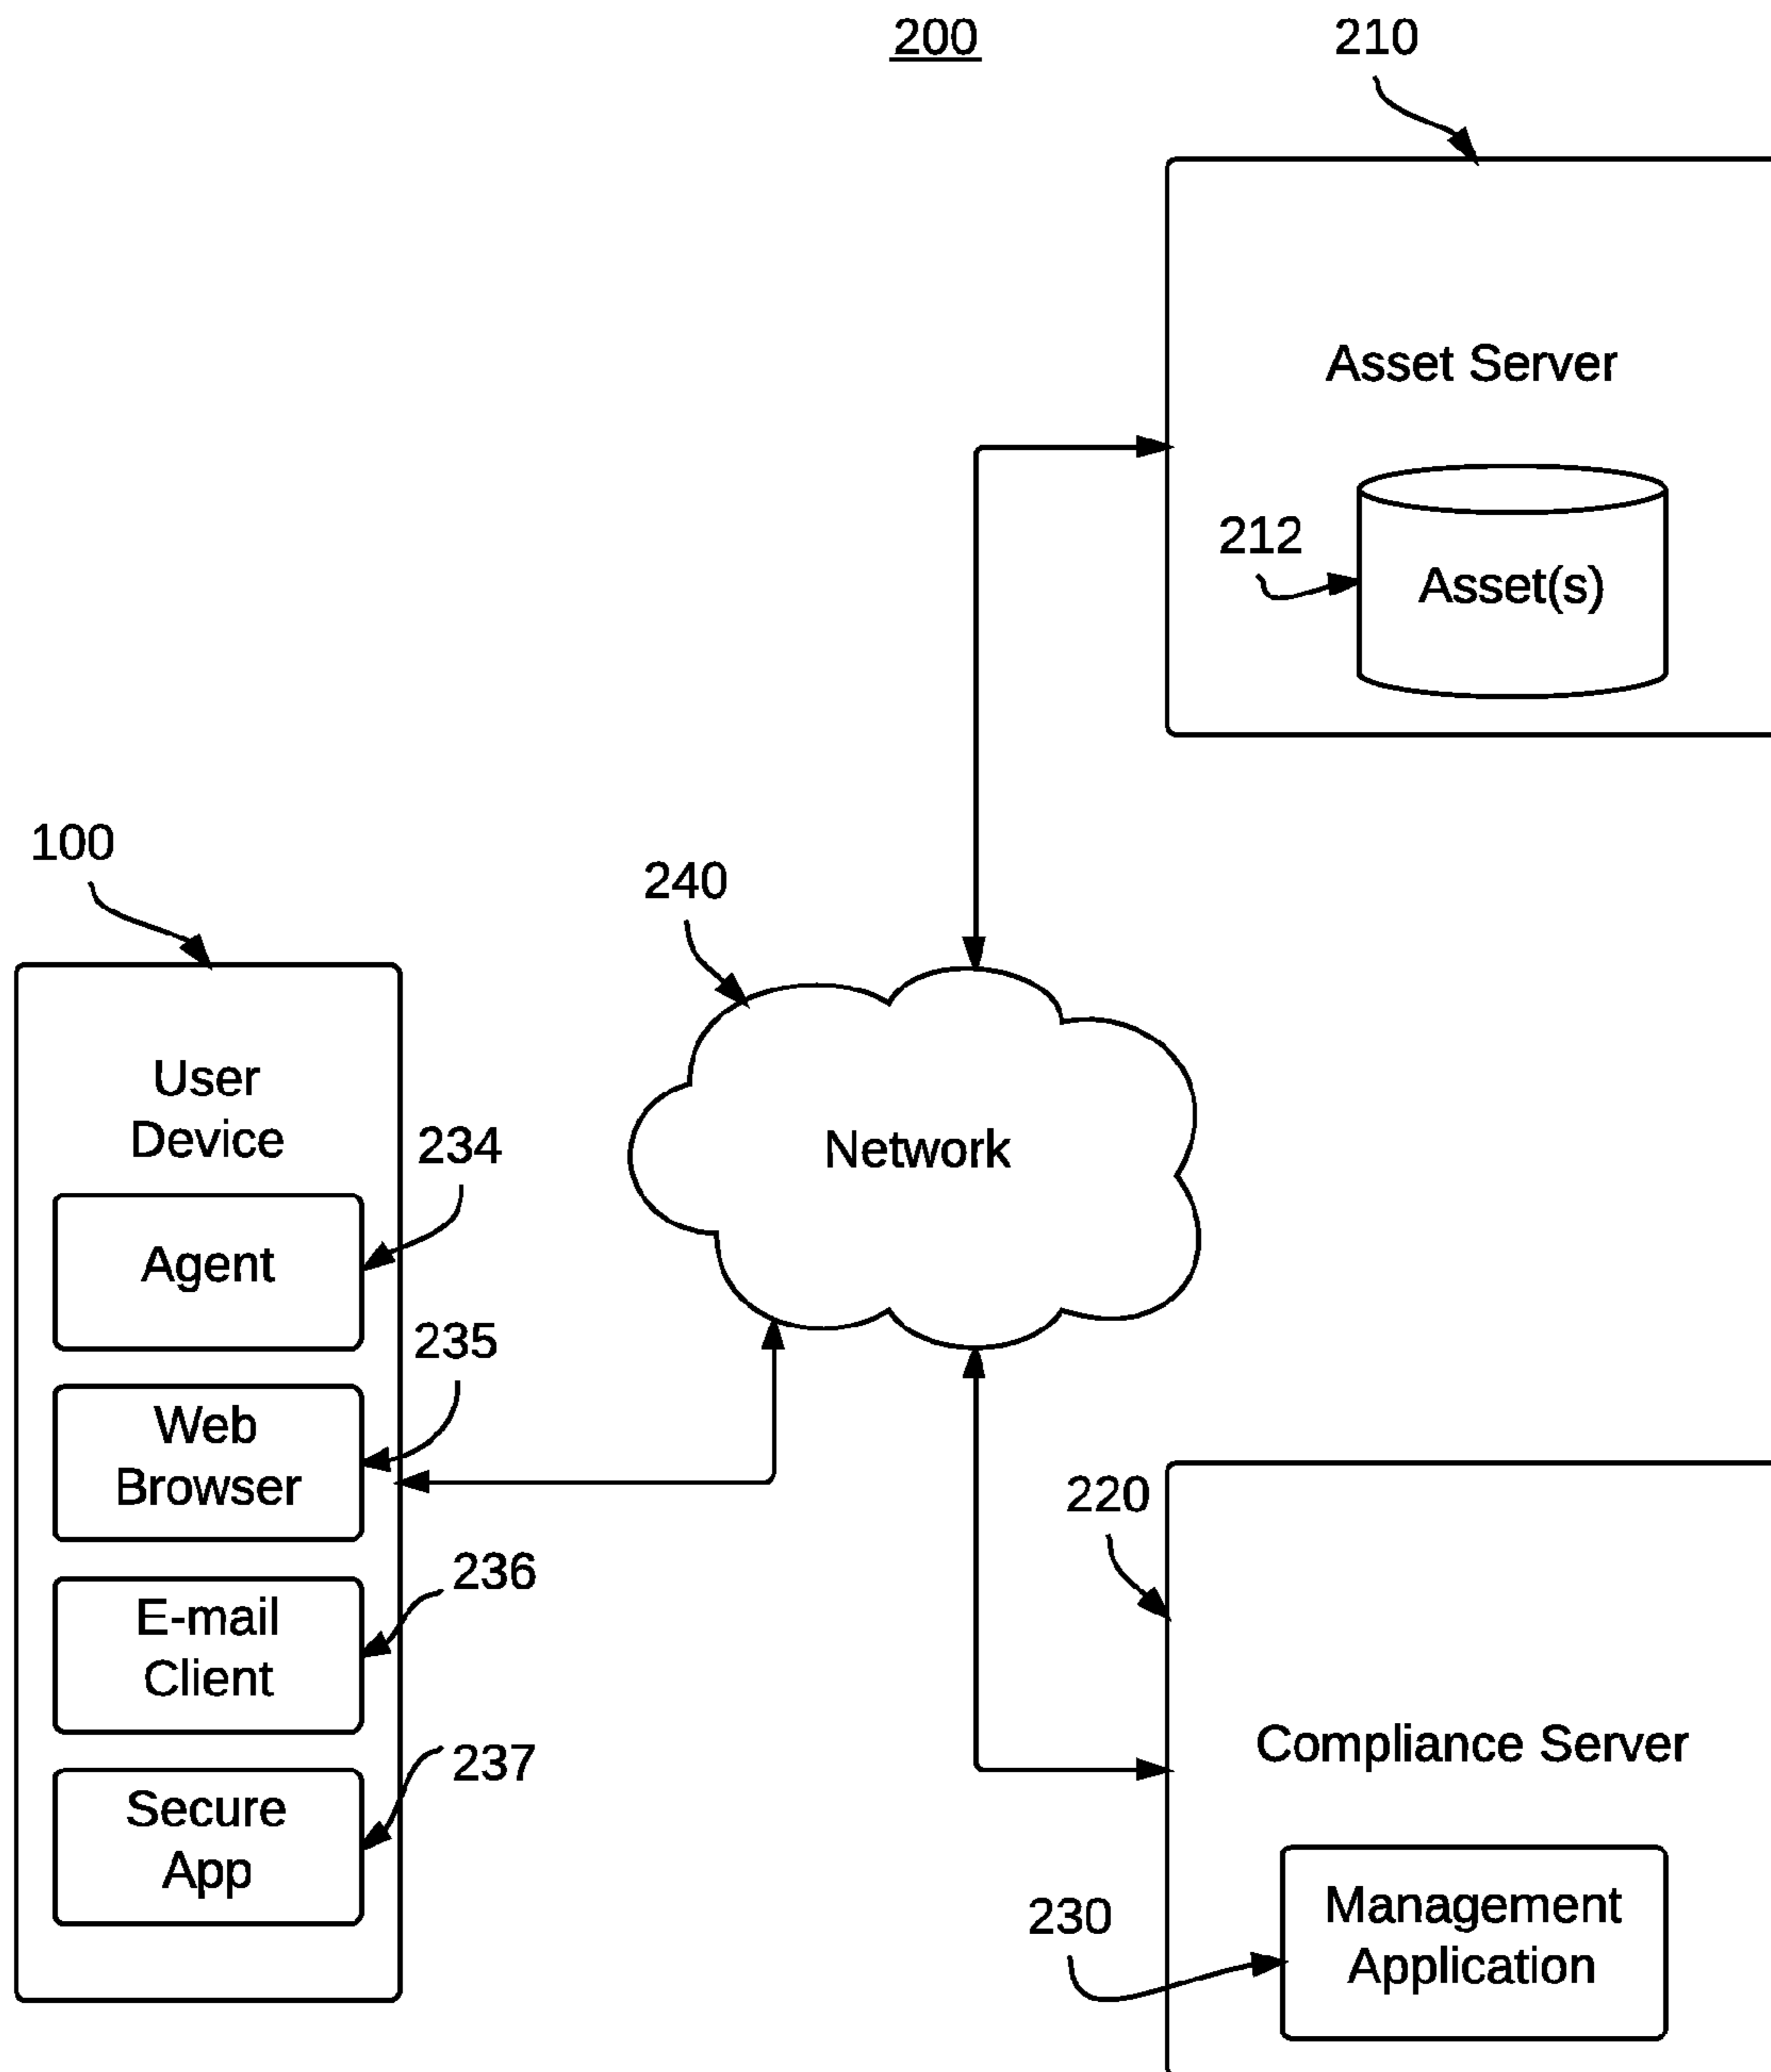 200
210
Asset Server
212
Asset(s)
100
240
User
Device
234
Network
Agent
235
Web
Browser
220
236
E-mail
Client
237
Compliance Server
Secure
App
230
Management
Application